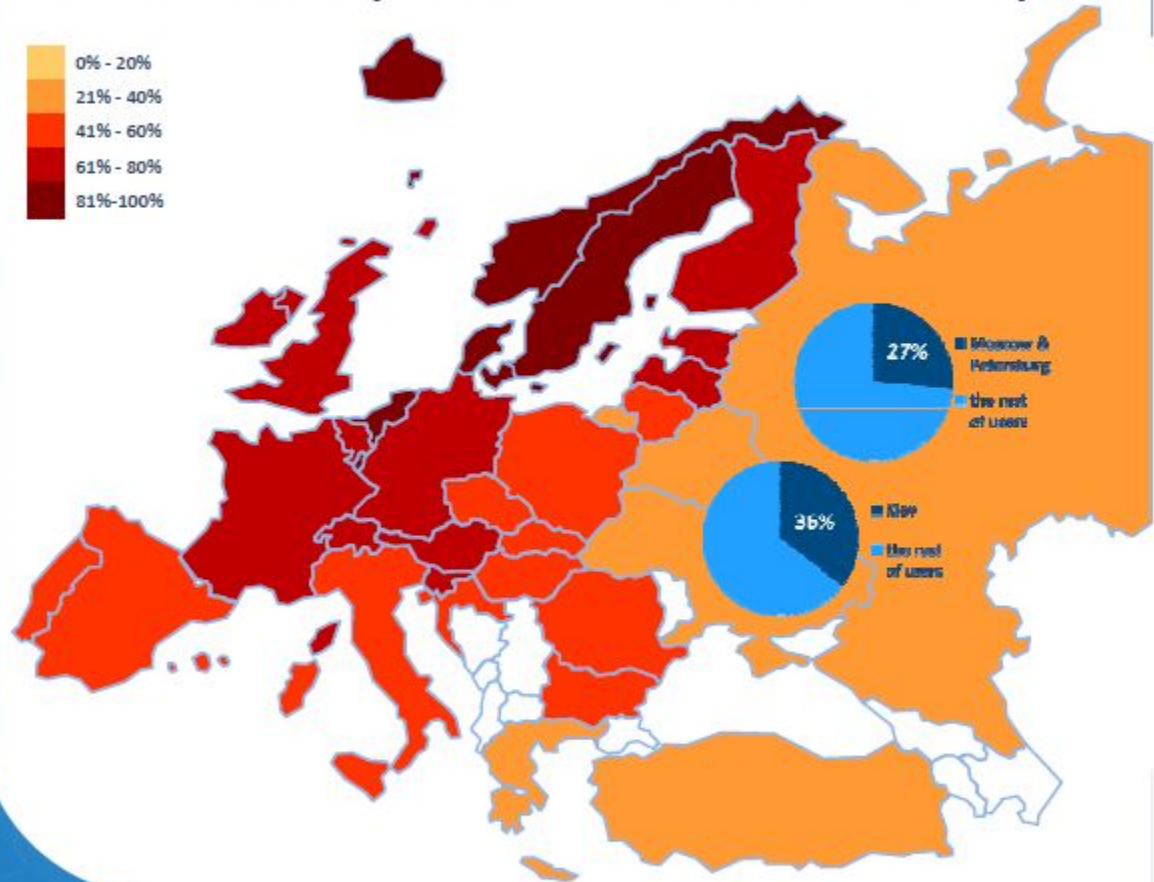 0% - 20%
21% - 40%
41% - 60%
61% - 80%
81%-100%
27%
Moscow &
Petersburg
the rest
of users
36%
Kiev
the rest
of users